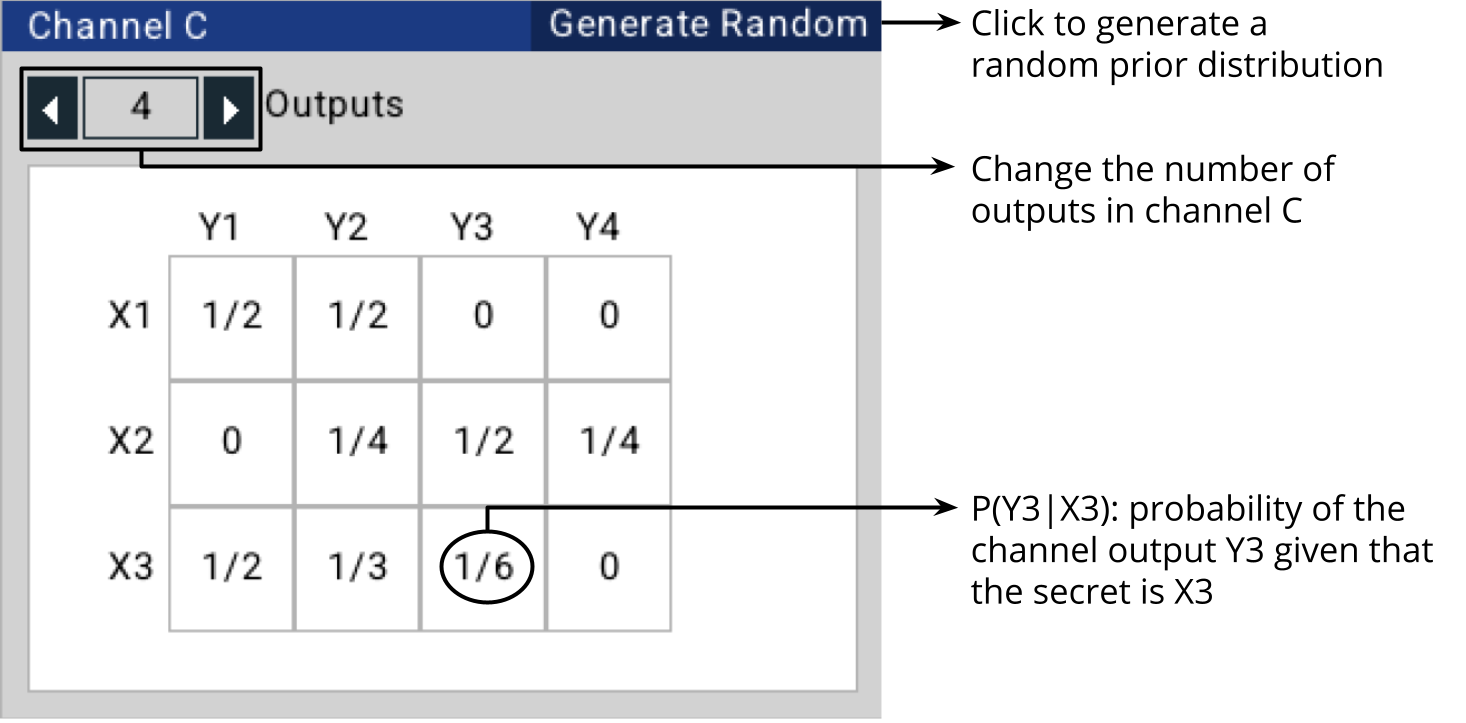 Channel C Generate Random
Click to generate a
random prior distribution
4 Outputs
Change the number of
outputs in channel C
Y1 Y2 Y3 Y4
X1 1/2 1/2 0 0
X2 0 1/4 1/2 1/4
X3 1/2 1/3 1/6 0
P(Y3|X3): probability of the
channel output Y3 given that
the secret is X3